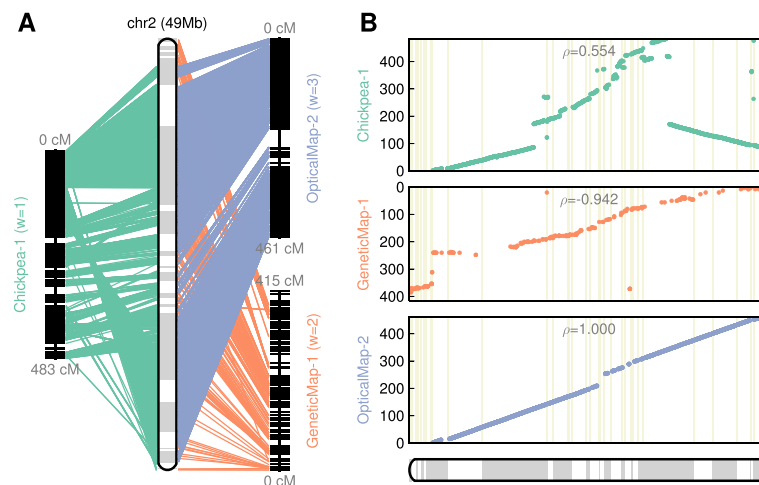 A
chr2 (49Mb)
0 cM
0 cM
Chickpea-1 (w=1)
483 cM
OpticalMap-2 (w=3)
461 cM
415 cM
GeneticMap-1 (w=2)
0 cM
B
Chickpea-1
400
300
200
100
0
ρ=0.554
GeneticMap-1
0
100
200
300
400
ρ=-0.942
OpticalMap-2
400
300
200
100
0
ρ=1.000